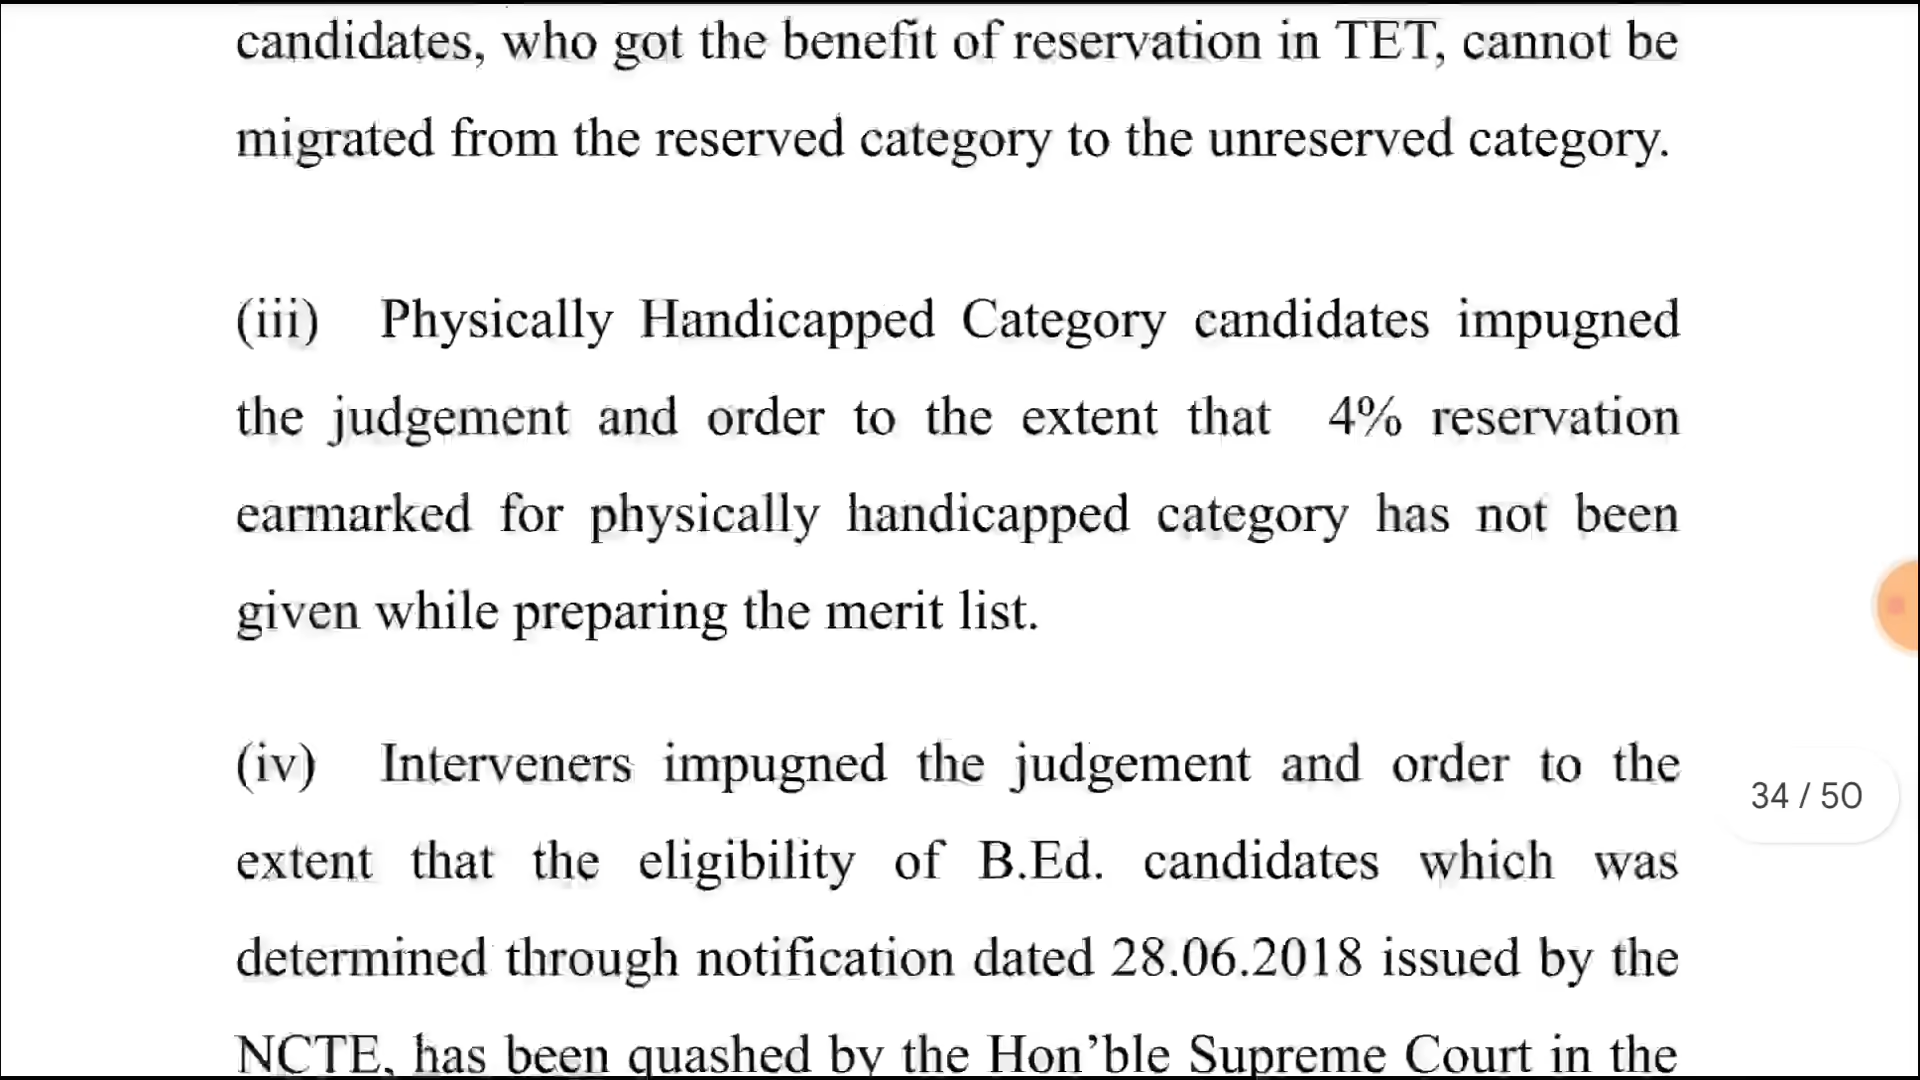 candidates, who got the benefit of reservation in TET, cannot be
migrated from the reserved category to the unreserved category.
(iii) Physically Handicapped Category candidates impugned
the judgement and order to the extent that 4% reservation
earmarked for physically handicapped category has not been
given while preparing the merit list.
(iv) Interveners impugned the judgement and order to the
extent that the eligibility of B.Ed. candidates which was
determined through notification dated 28.06.2018 issued by the
NCTE, has been quashed by the Hon’ble Supreme Court in the
34 / 50